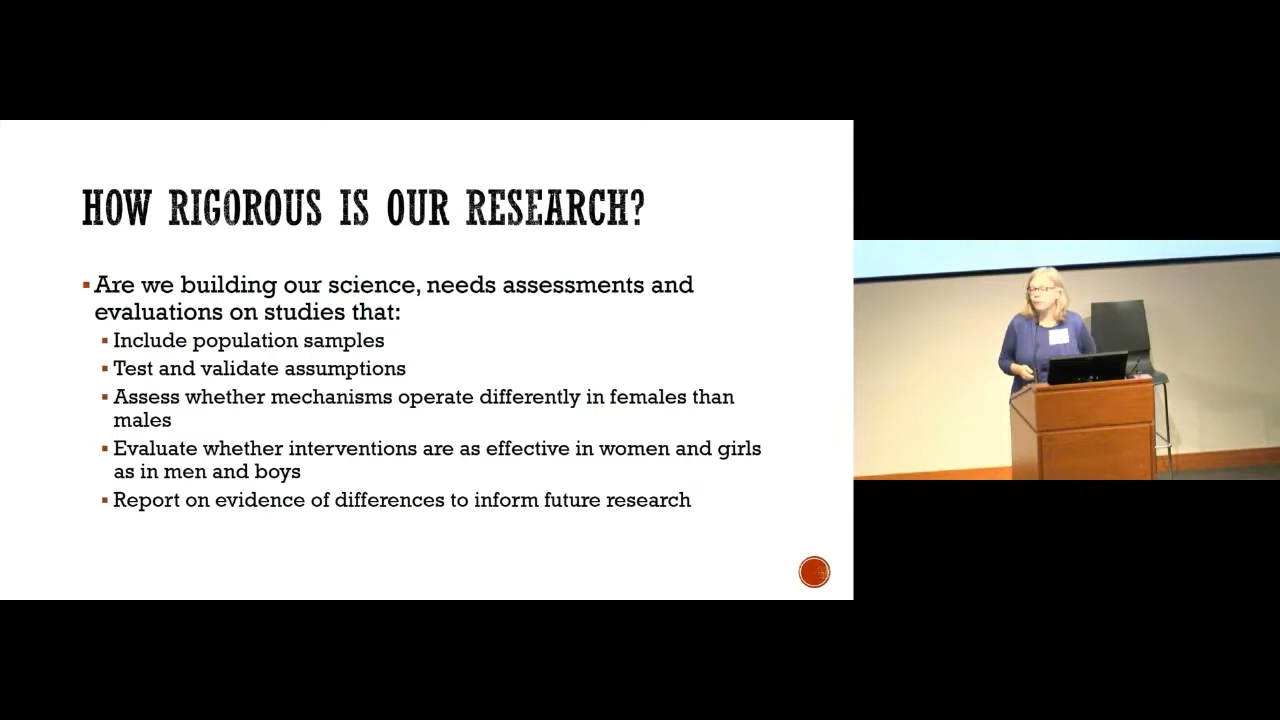 HOW RIGOROUS IS OUR RESEARCH?
Are we building our science, needs assessments and
evaluations on studies that:
Include population samples
Test and validate assumptions
Assess whether mechanisms operate differently in females than
males
Evaluate whether interventions are as effective in women and girls
as in men and boys
Report on evidence of differences to inform future research